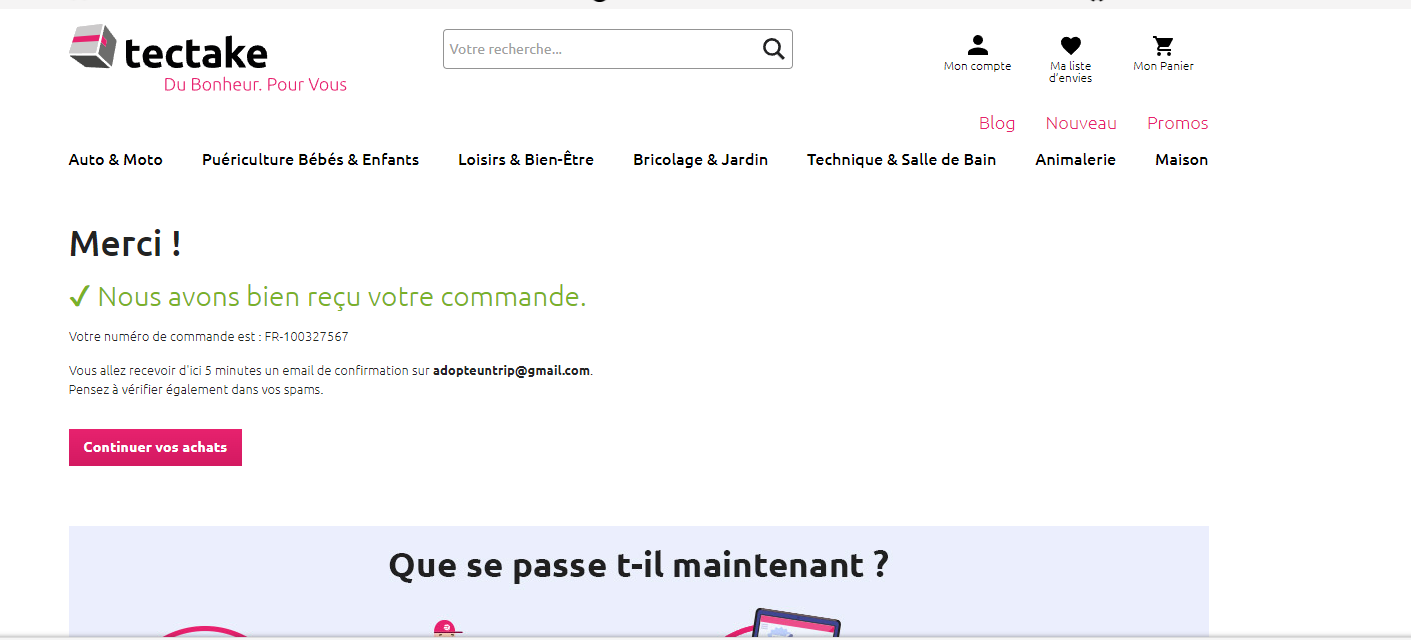 tectake
Du Bonheur. Pour Vous
Votre recherche...
Mon compte
Ma liste
d'envies
Mon Panier
Blog Nouveau Promos
Auto & Moto Puériculture Bébés & Enfants Loisirs & Bien-Être Bricolage & Jardin Technique & Salle de Bain Animalerie Maison
Merci !
✓ Nous avons bien reçu votre commande.
Votre numéro de commande est : FR-100327567
Vous allez recevoir d'ici 5 minutes un email de confirmation sur adopteuntrip@gmail.com.
Pensez à vérifier également dans vos spams.
Continuer vos achats
Que se passe t-il maintenant ?